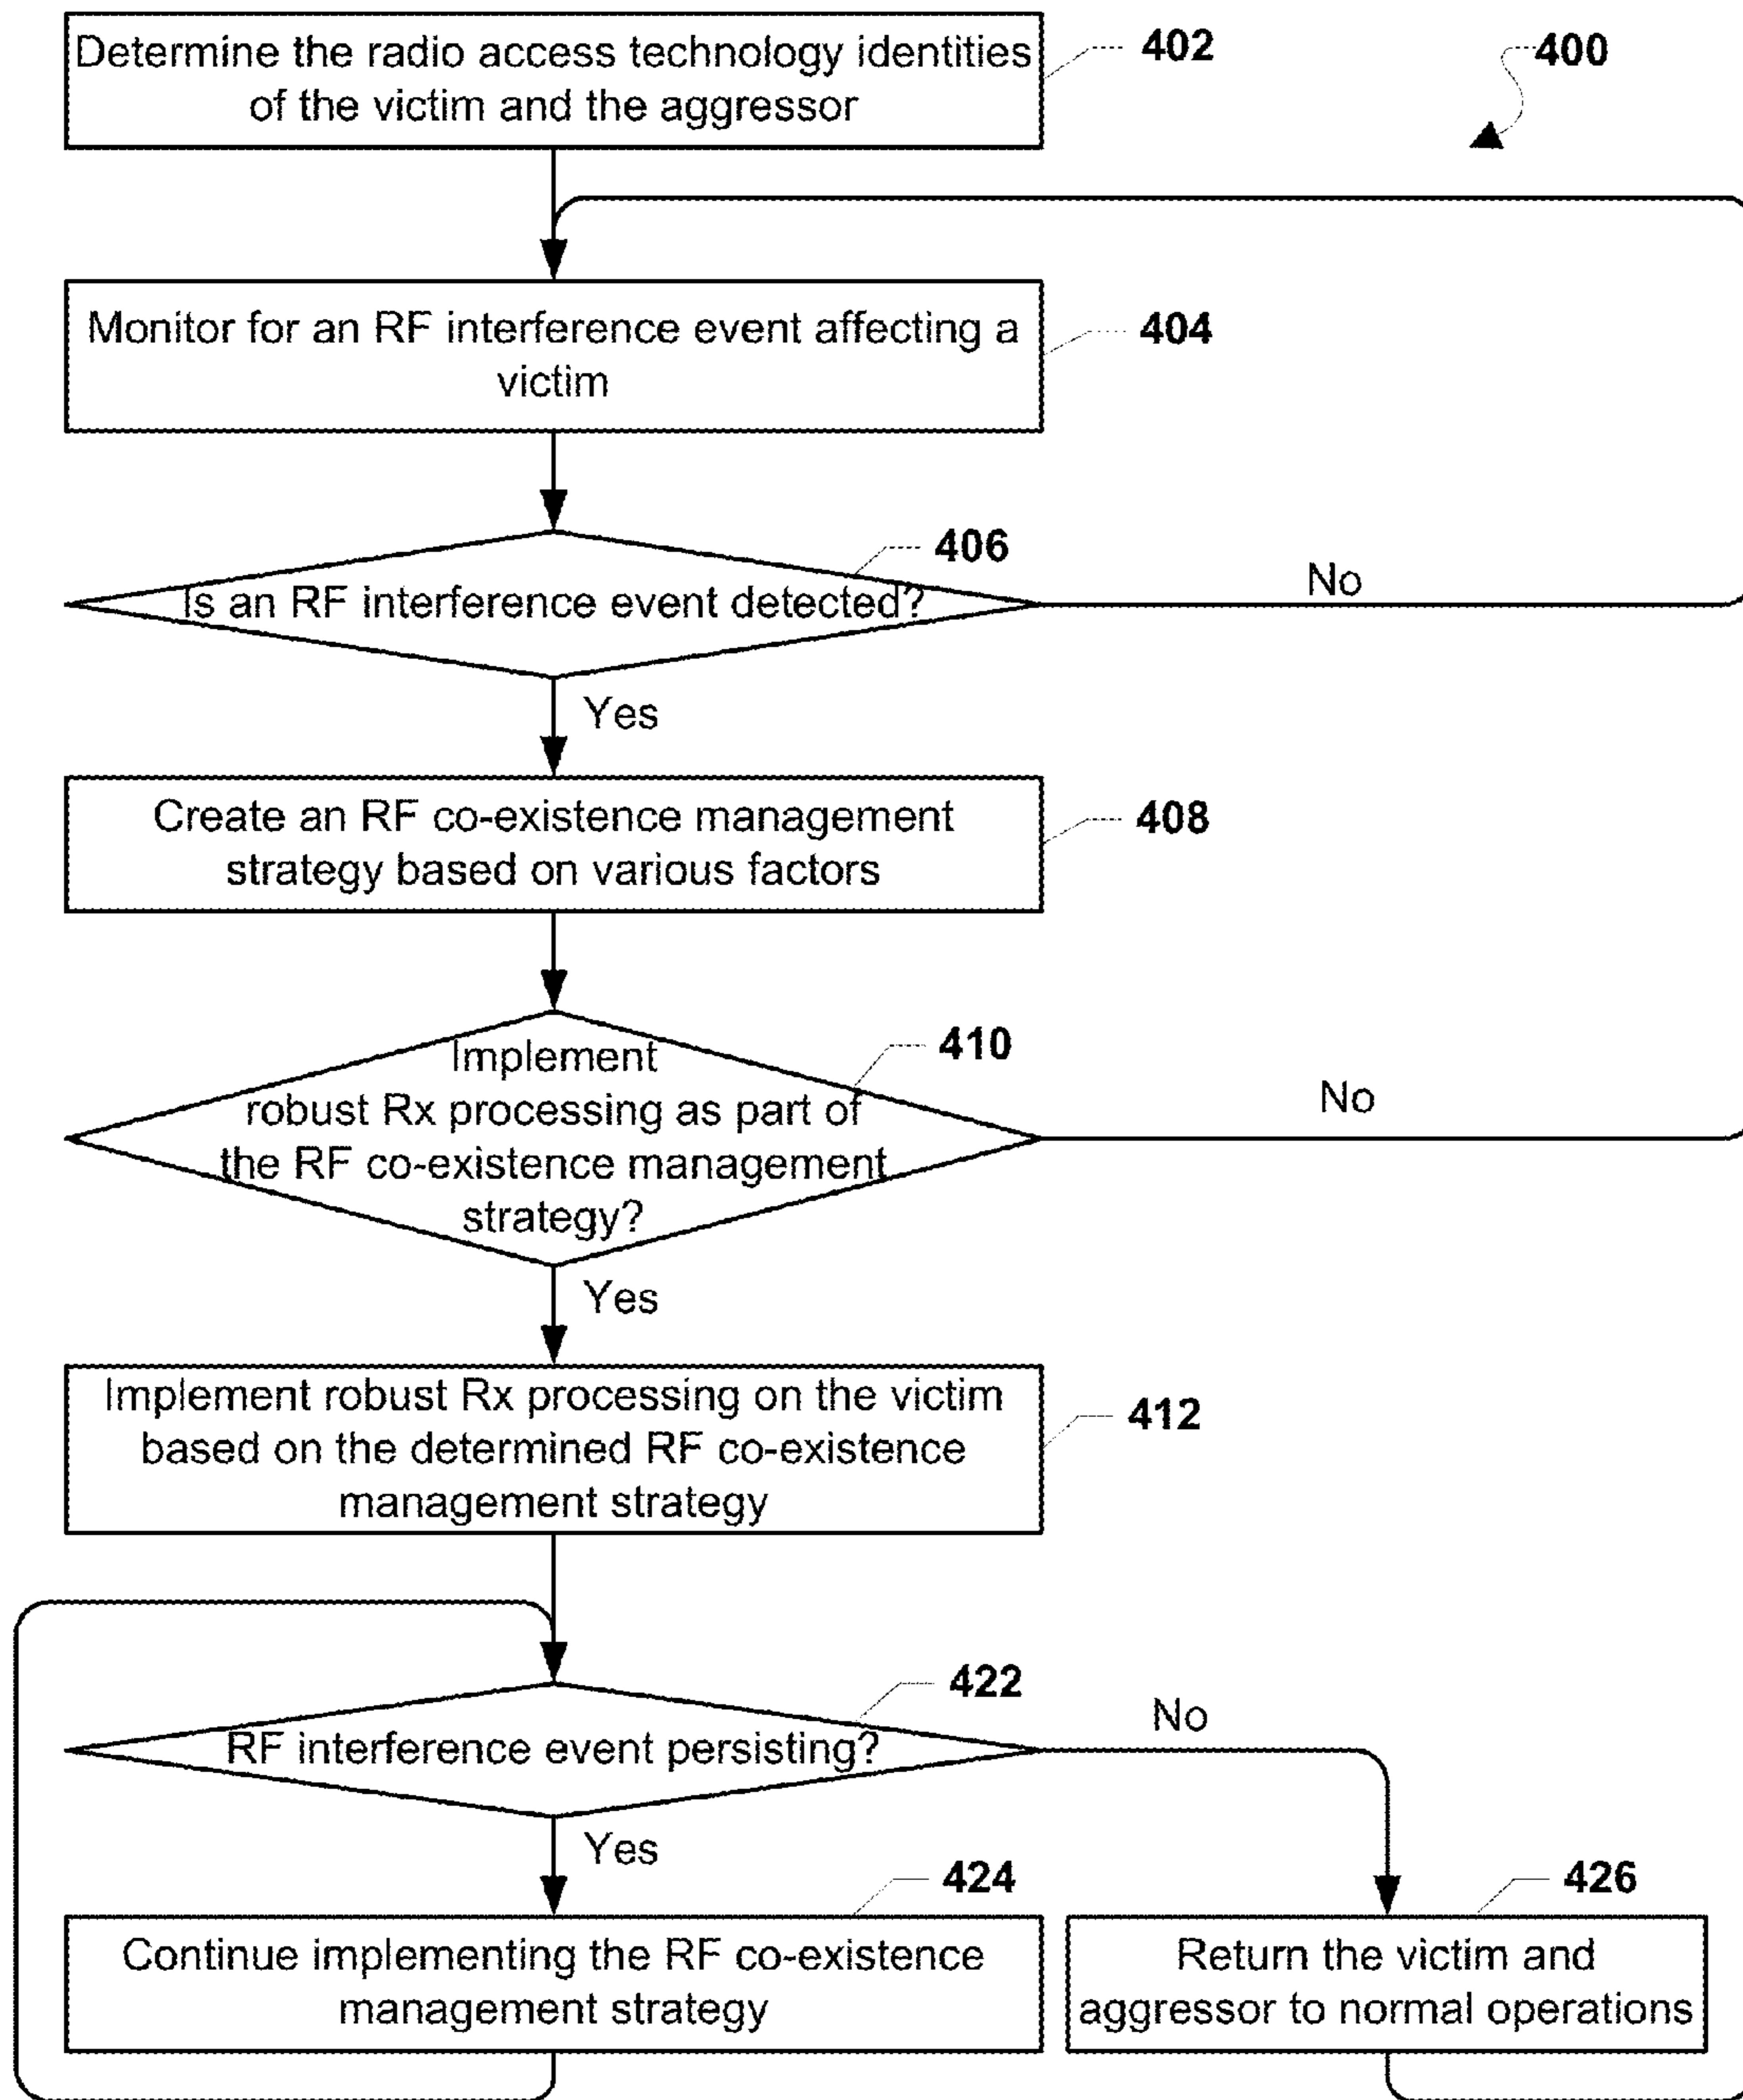 Determine the radio access technology identities
of the victim and the aggressor
402
400
Monitor for an RF interference event affecting a
victim
404
406
Is an RF interference event detected?
No
Yes
Create an RF co-existence management
strategy based on various factors
408
Implement
robust Rx processing as part of
the RF co-existence management
strategy?
410
No
Yes
Implement robust Rx processing on the victim
based on the determined RF co-existence
management strategy
412
422
RF interference event persisting?
No
Yes
424
Continue implementing the RF co-existence
management strategy
426
Return the victim and
aggressor to normal operations